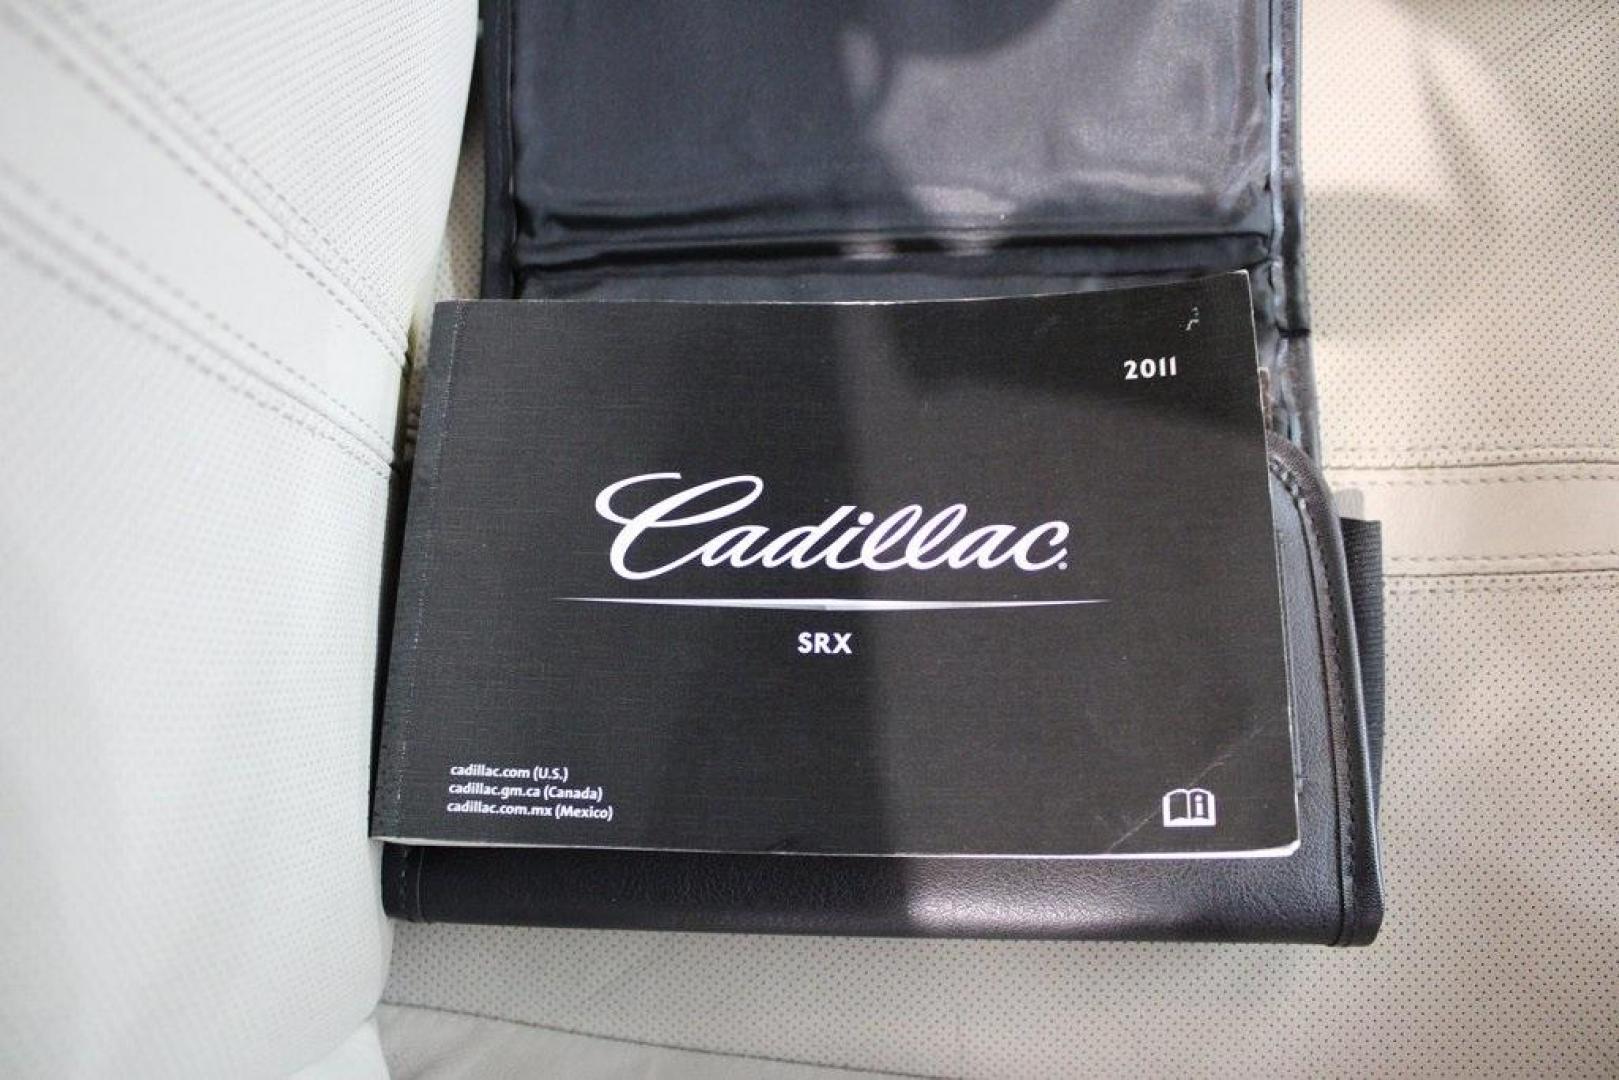 2011
Cadillac.
SRX
cadillac.com (U.S.)
cadillac.gm.ca (Canada)
cadillac.com.mx (Mexico)
i